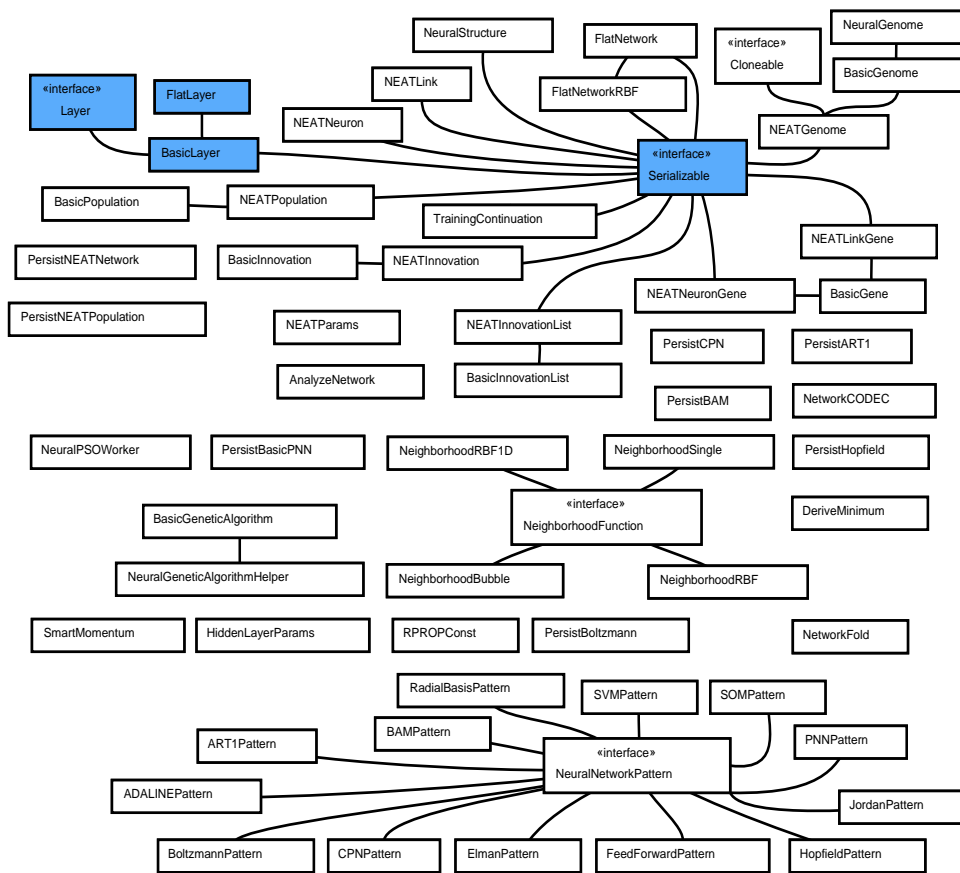 NeuralStructure
FlatNetwork
«interface»
Cloneable
NeuralGenome
«interface»
Layer
FlatLayer
NEATLink
FlatNetworkRBF
BasicGenome
NEATNeuron
NEATGenome
BasicLayer
«interface»
Serializable
BasicPopulation
NEATPopulation
TrainingContinuation
NEATLinkGene
PersistNEATNetwork
BasicInnovation
NEATInnovation
NEATNeuronGene
BasicGene
PersistNEATPopulation
NEATParams
NEATInnovationList
PersistCPN
PersistART1
AnalyzeNetwork
BasicInnovationList
PersistBAM
NetworkCODEC
NeuralPSOWorker
PersistBasicPNN
NeighborhoodRBF1D
NeighborhoodSingle
PersistHopfield
«interface»
NeighborhoodFunction
BasicGeneticAlgorithm
DeriveMinimum
NeuralGeneticAlgorithmHelper
NeighborhoodBubble
NeighborhoodRBF
SmartMomentum
HiddenLayerParams
RPROPConst
PersistBoltzmann
NetworkFold
RadialBasisPattern
SVMPattern
SOMPattern
ART1Pattern
BAMPattern
«interface»
NeuralNetworkPattern
PNNPattern
ADALINEPattern
JordanPattern
BoltzmannPattern
CPNPattern
ElmanPattern
FeedForwardPattern
HopfieldPattern